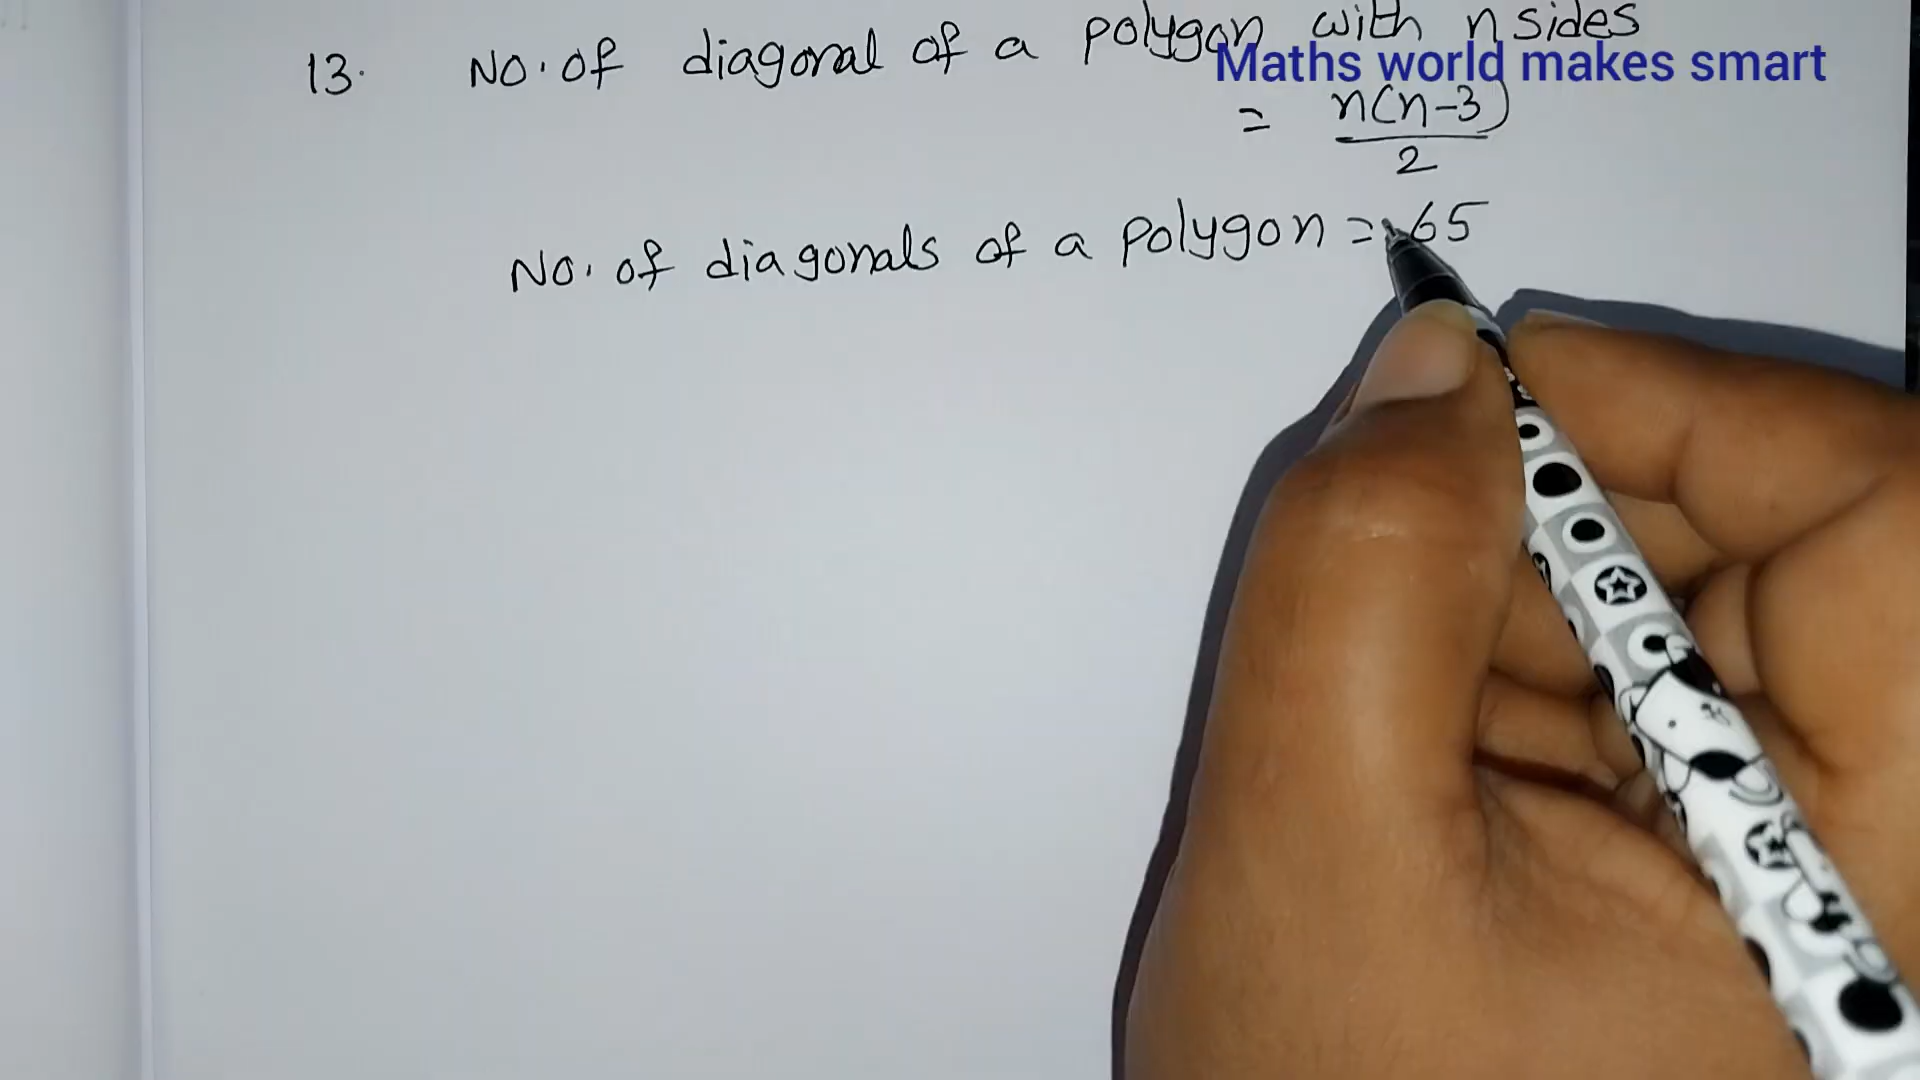 13. No. of diagonal of a polygon with n sides
Maths world makes smart
= n(n-3)/2
No. of diagonals of a polygon = 65